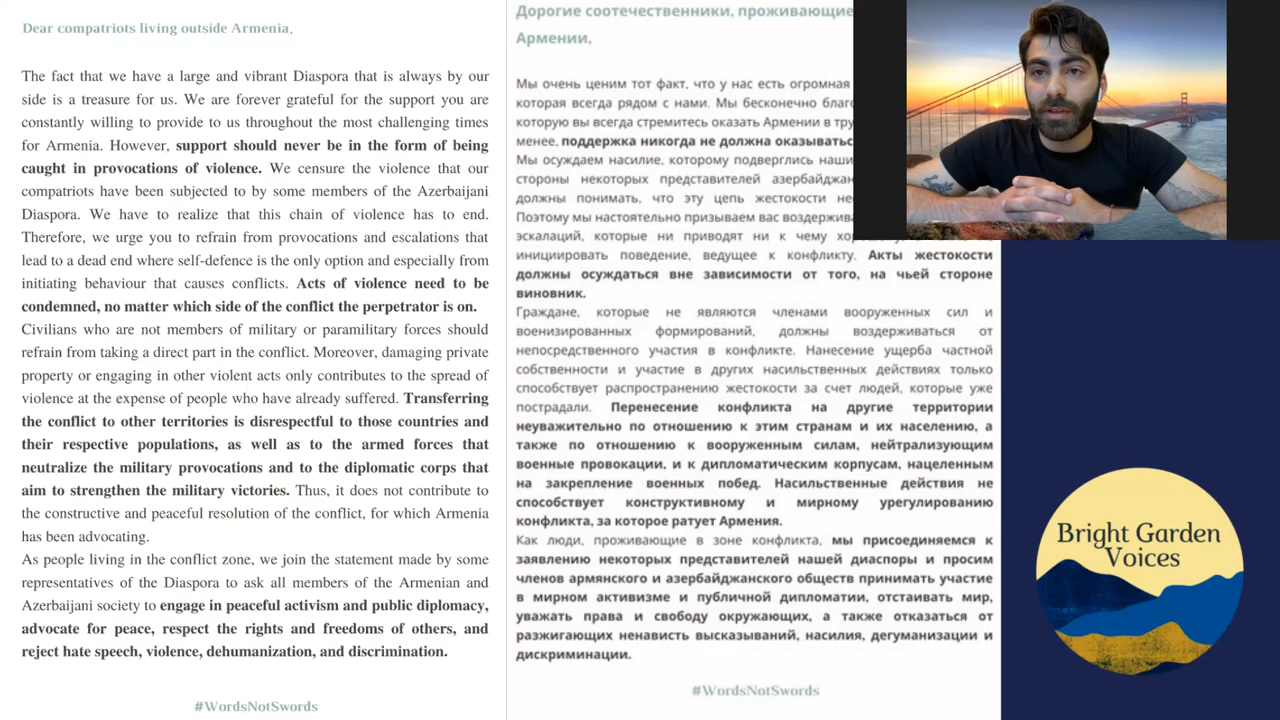 Dear compatriots living outside Armenia,
The fact that we have a large and vibrant Diaspora that is always by our
side is a treasure for us. We are forever grateful for the support you are
constantly willing to provide to us throughout the most challenging times
for Armenia. However, support should never be in the form of being
caught in provocations of violence. We censure the violence that our
compatriots have been subjected to by some members of the Azerbaijani
Diaspora. We have to realize that this chain of violence has to end.
Therefore, we urge you to refrain from provocations and escalations that
lead to a dead end where self-defence is the only option and especially from
initiating behaviour that causes conflicts. Acts of violence need to be
condemned, no matter which side of the conflict the perpetrator is on.
Civilians who are not members of military or paramilitary forces should
refrain from taking a direct part in the conflict. Moreover, damaging private
property or engaging in other violent acts only contributes to the spread of
violence at the expense of people who have already suffered. Transferring
the conflict to other territories is disrespectful to those countries and
their respective populations, as well as to the armed forces that
neutralize the military provocations and to the diplomatic corps that
aim to strengthen the military victories. Thus, it does not contribute to
the constructive and peaceful resolution of the conflict, for which Armenia
has been advocating.
As people living in the conflict zone, we join the statement made by some
representatives of the Diaspora to ask all members of the Armenian and
Azerbaijani society to engage in peaceful activism and public diplomacy,
advocate for peace, respect the rights and freedoms of others, and
reject hate speech, violence, dehumanization, and discrimination.
#WordsNotSwords
Дорогие соотечественники, проживающие
Армении,
Мы очень ценим тот факт, что у нас есть огромная
которая всегда рядом с нами. Мы бесконечно благо
которую вы всегда стремитесь оказать Армении в тру
менее, поддержка никогда не должна оказыватьс
Мы осуждаем насилие, которому подверглись наши
стороны некоторых представителей азербайджан
должны понимать, что эту цепь жестокости не
Поэтому мы настоятельно призываем вас воздержива
эскалаций, которые ни приводят ни к чему хо
инициировать поведение, ведущее к конфликту. Акты жестокости
должны осуждаться вне зависимости от того, на чьей стороне
виновник.
Граждане, которые не являются членами вооруженных сил и
военизированных формирований, должны воздерживаться от
непосредственного участия в конфликте. Нанесение ущерба частной
собственности и участие в других насильственных действиях только
способствует распространению жестокости за счет людей, которые уже
пострадали. Перенесение конфликта на другие территории
неуважительно по отношению к этим странам и их населению, а
также по отношению к вооруженным силам, нейтрализующим
военные провокации, и к дипломатическим корпусам, нацеленным
на закрепление военных побед. Насильственные действия не
способствует конструктивному и мирному урегулированию
конфликта, за которое ратует Армения.
Как люди, проживающие в зоне конфликта, мы присоединяемся к
заявлению некоторых представителей нашей диаспоры и просим
членов армянского и азербайджанского обществ принимать участие
в мирном активизме и публичной дипломатии, отстаивать мир,
уважать права и свободу окружающих, а также отказаться от
разжигающих ненависть высказываний, насилия, дегуманизации и
дискриминации.
#WordsNotSwords
Bright Garden
Voices